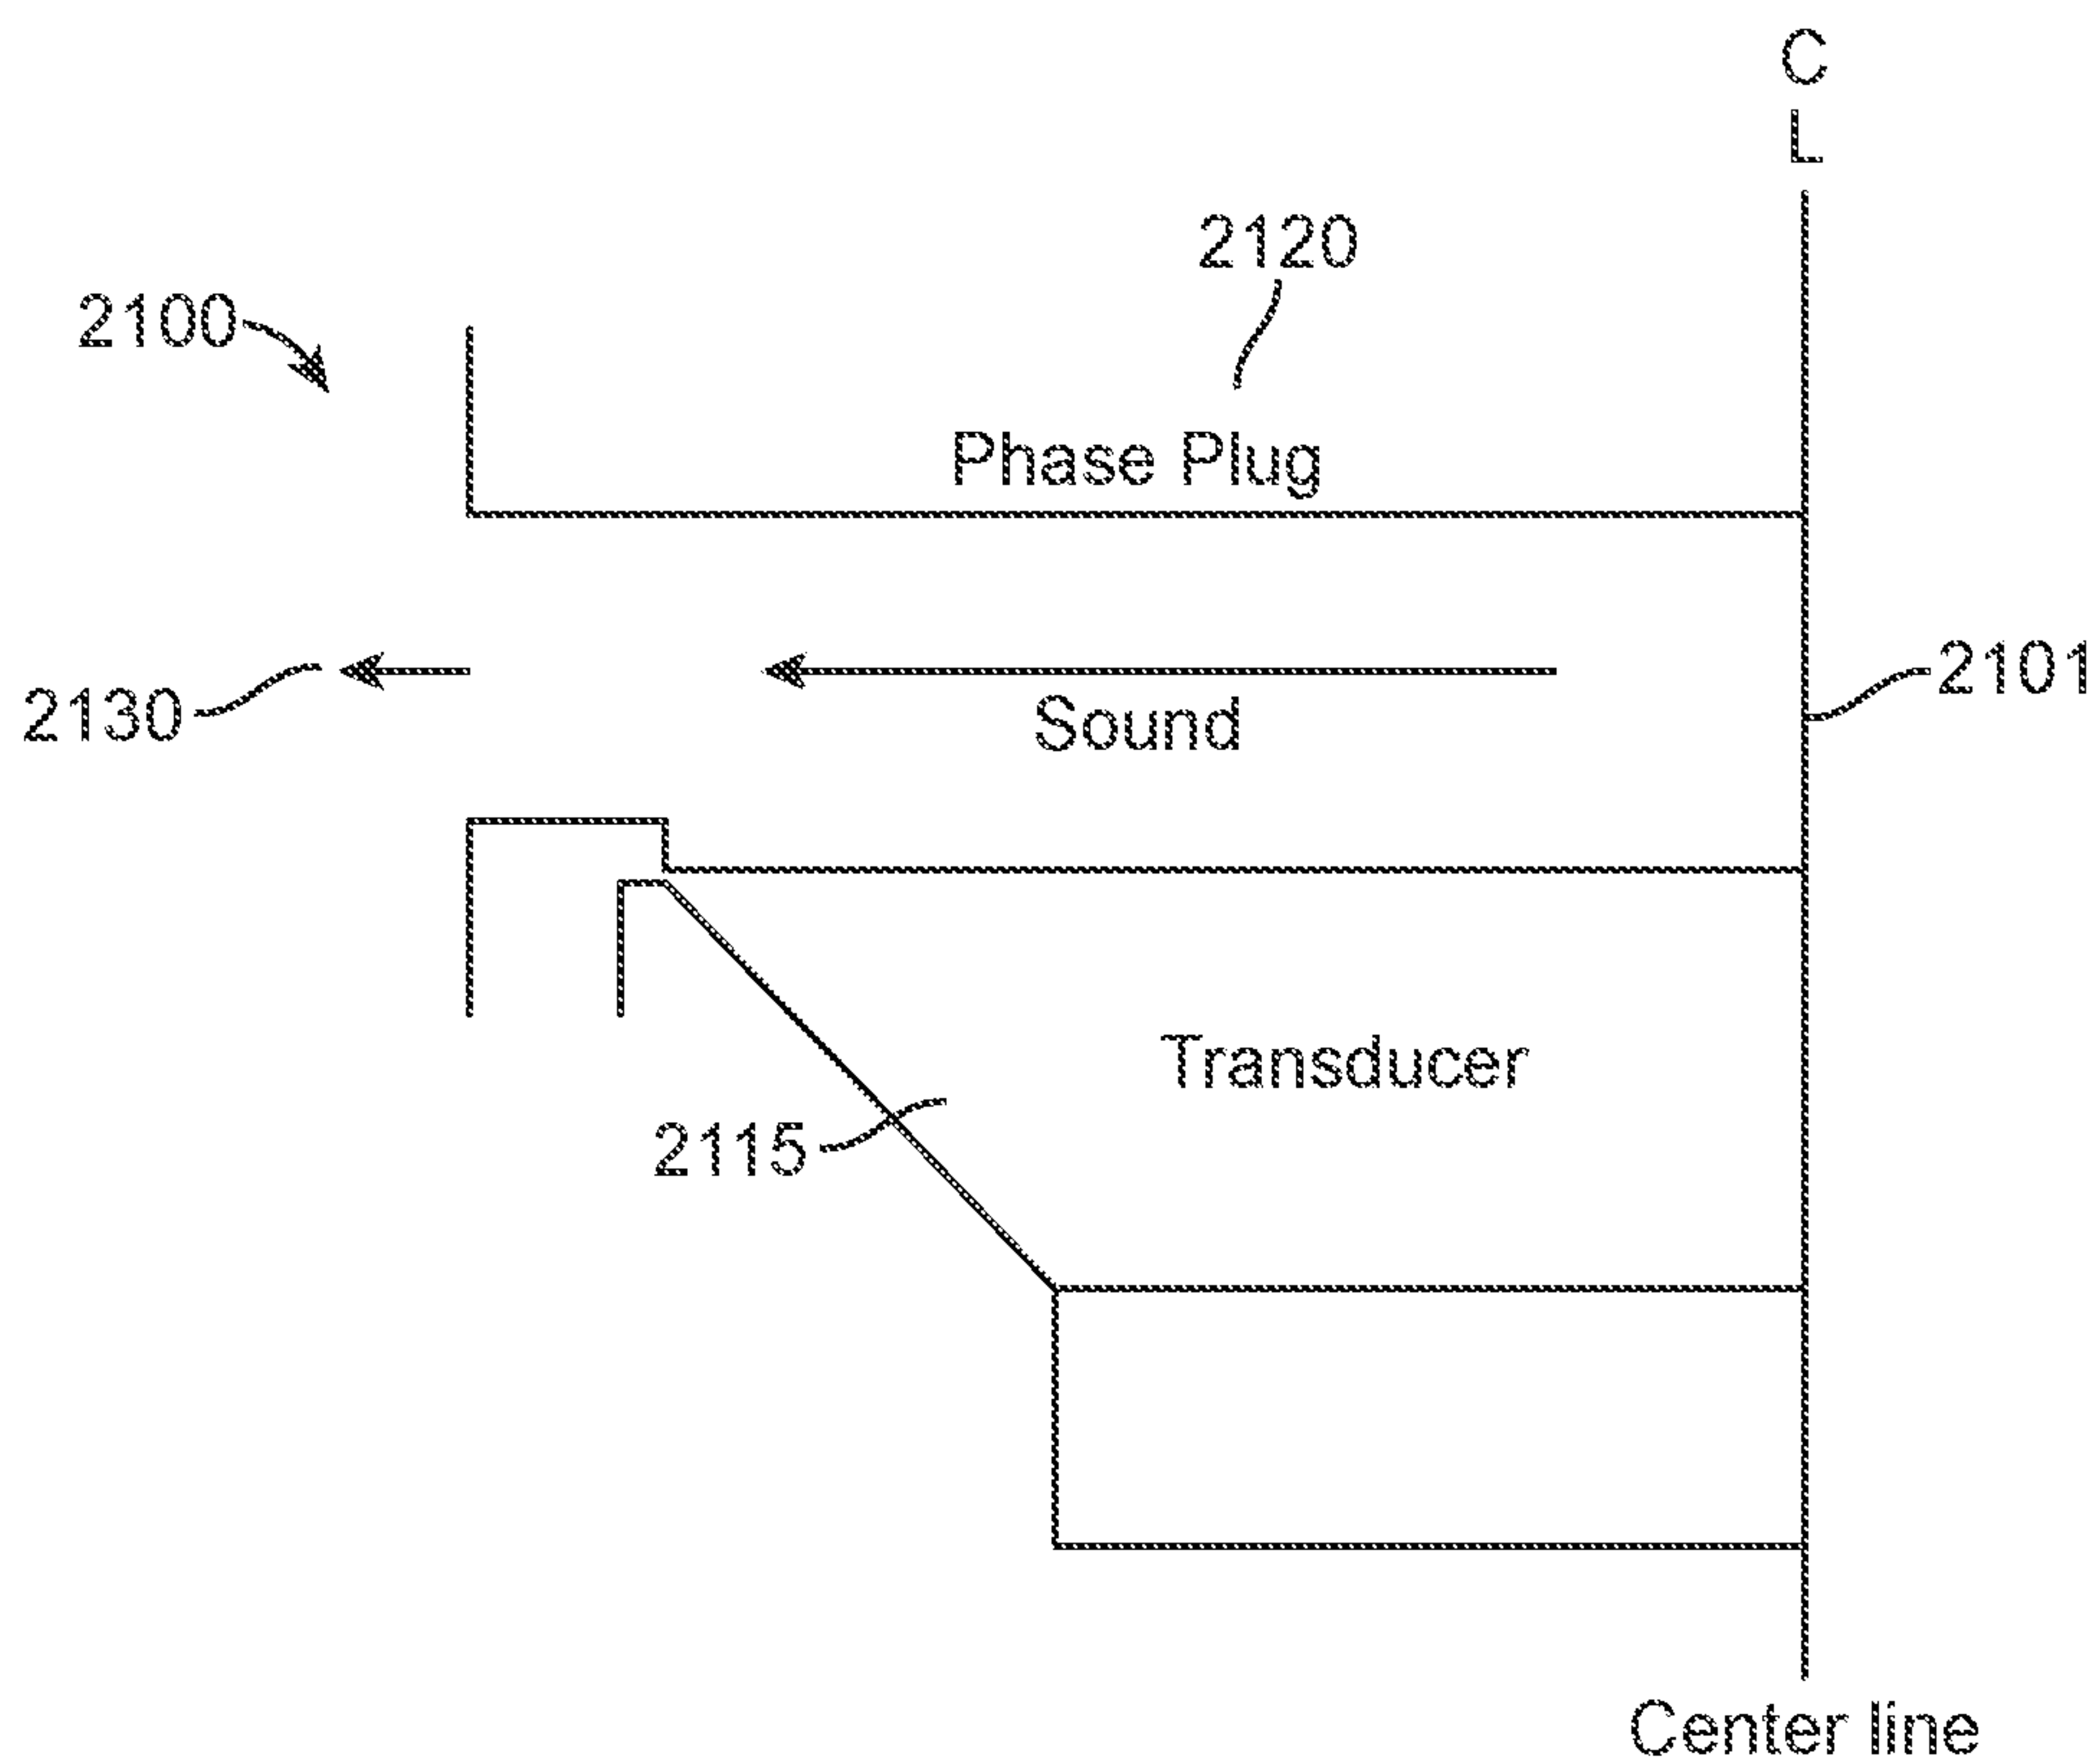 C
L
2120
2100
Phase Plug
2101
2130
Sound
Transducer
2115
Center line